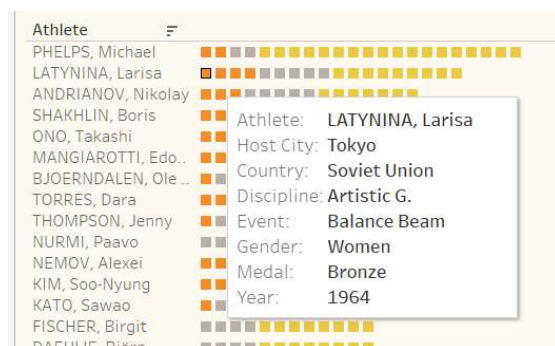 Athlete
PHELPS, Michael
LATYNINA, Larisa
ANDRIANOV, Nikolay
SHAKHLIN, Boris
ONO, Takashi
MANGIAROTTI, Edo..
BJOERNDALEN, Ole ..
TORRES, Dara
THOMPSON, Jenny
NURMI, Paavo
NEMOV, Alexei
KIM, Soo-Nyung
KATO, Sawao
FISCHER, Birgit
DAEHLIE, Björn
Athlete: LATYNINA, Larisa
Host City: Tokyo
Country: Soviet Union
Discipline: Artistic G.
Event: Balance Beam
Gender: Women
Medal: Bronze
Year: 1964